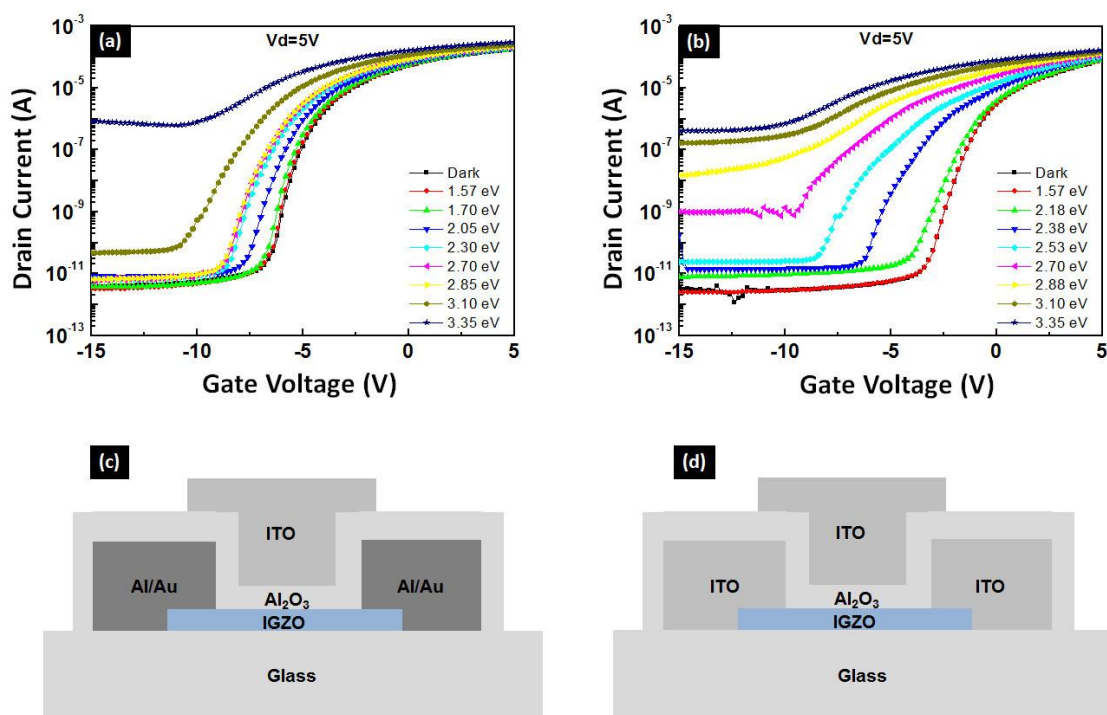 (a)
Vd=5V
Drain Current (A)
10⁻³
10⁻⁵
10⁻⁷
10⁻⁹
10⁻¹¹
10⁻¹³
-15
-10
-5
0
5
Gate Voltage (V)
Dark
1.57 eV
1.70 eV
2.05 eV
2.30 eV
2.70 eV
2.85 eV
3.10 eV
3.35 eV
(b)
Vd=5V
Drain Current (A)
10⁻³
10⁻⁵
10⁻⁷
10⁻⁹
10⁻¹¹
10⁻¹³
-15
-10
-5
0
5
Gate Voltage (V)
Dark
1.57 eV
2.18 eV
2.38 eV
2.53 eV
2.70 eV
2.88 eV
3.10 eV
3.35 eV
(c)
ITO
Al/Au
Al/Au
Al₂O₃
IGZO
Glass
(d)
ITO
ITO
ITO
Al₂O₃
IGZO
Glass